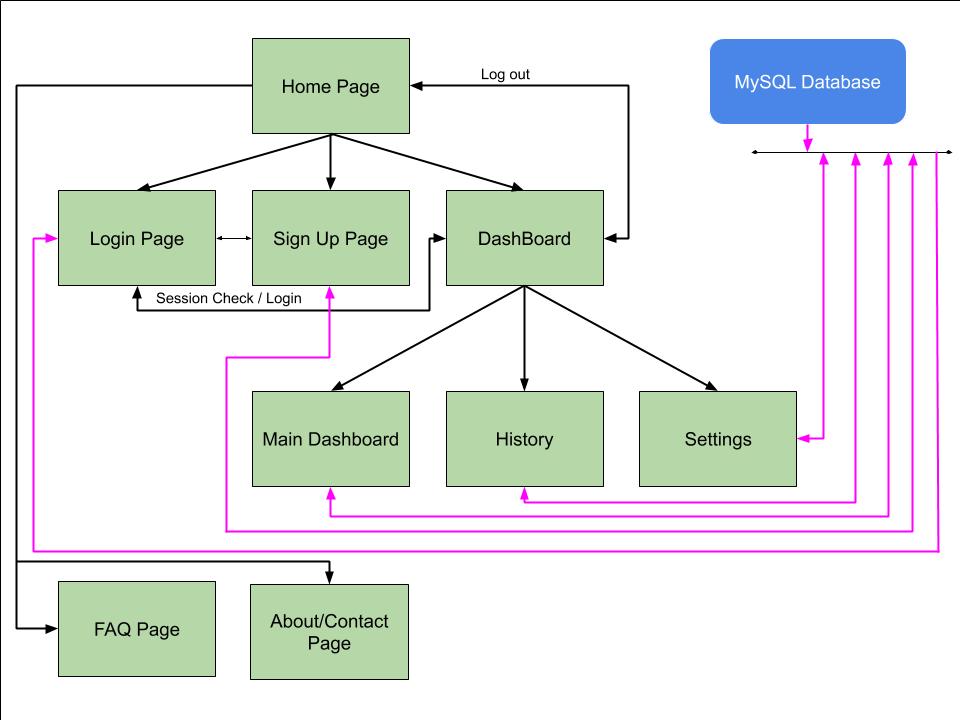 Home Page
Log out
MySQL Database
Login Page
Sign Up Page
DashBoard
Session Check / Login
Main Dashboard
History
Settings
FAQ Page
About/Contact
Page